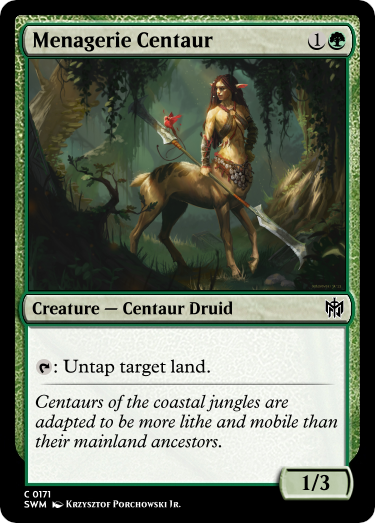 Menagerie Centaur 1
Creature — Centaur Druid
: Untap target land.
Centaurs of the coastal jungles are
adapted to be more lithe and mobile than
their mainland ancestors.
1/3
C 0171
SWM Krzysztof Porchowski Jr.